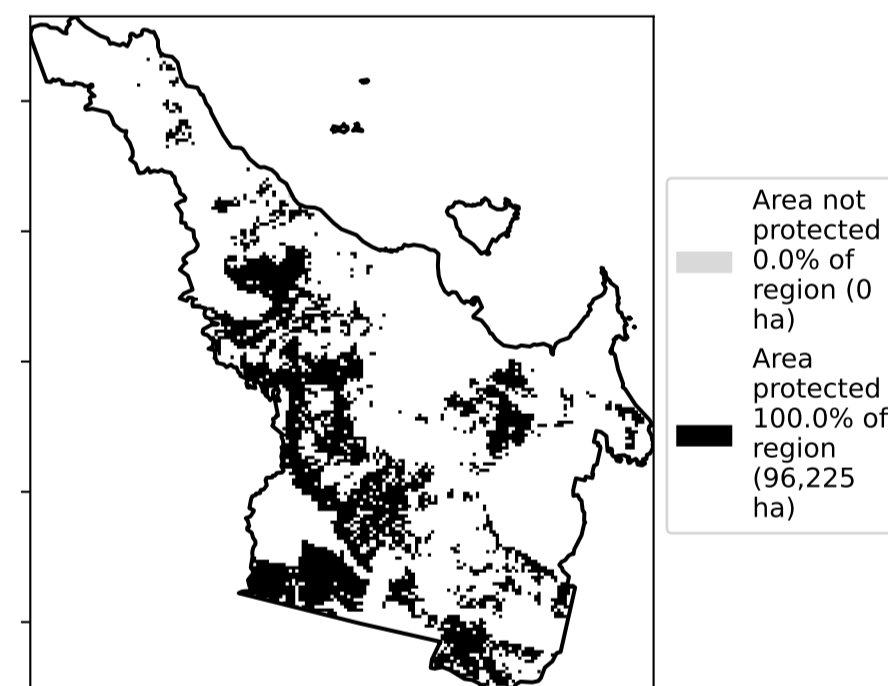 Area not
protected
0.0% of
region (0
ha)
Area
protected
100.0% of
region
(96,225
ha)